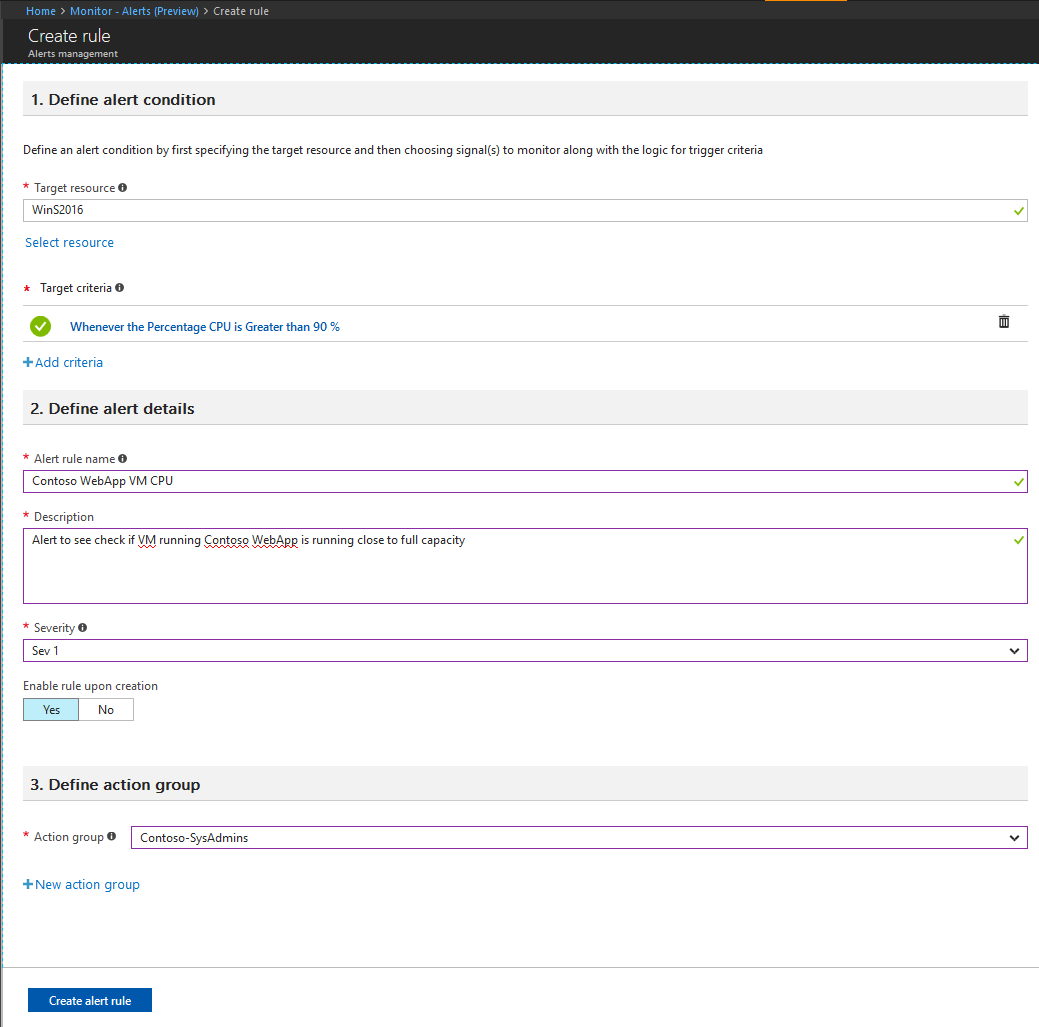 Home > Monitor - Alerts (Preview) > Create rule
Create rule
Alerts management
1. Define alert condition
Define an alert condition by first specifying the target resource and then choosing signal(s) to monitor along with the logic for trigger criteria
* Target resource
WinS2016
Select resource
* Target criteria
Whenever the Percentage CPU is Greater than 90 %
+Add criteria
2. Define alert details
* Alert rule name
Contoso WebApp VM CPU
* Description
Alert to see check if VM running Contoso WebApp is running close to full capacity
* Severity
Sev 1
Enable rule upon creation
Yes No
3. Define action group
* Action group Contoso-SysAdmins
+New action group
Create alert rule